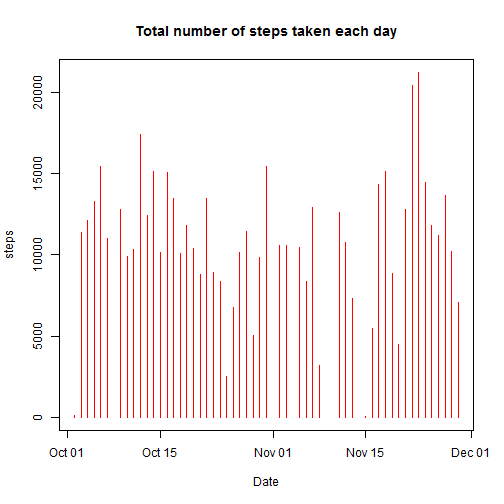 Total number of steps taken each day
20000
15000
10000
5000
0
steps
Oct 01
Oct 15
Nov 01
Nov 15
Dec 01
Date